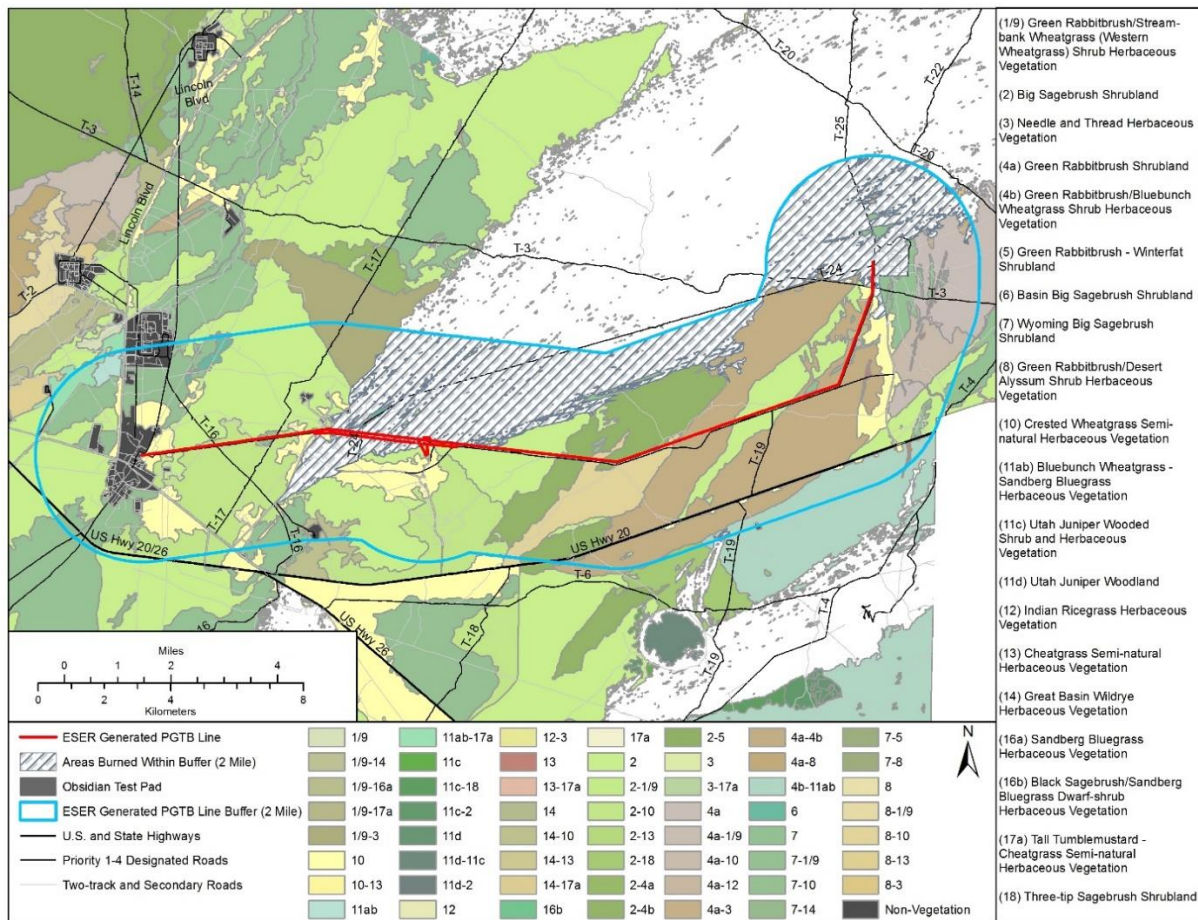 T-14
Lincoln
Blvd
T-3
Lincoln Blvd
T-2
T-17
T-16
T-24
T-17
T-16
US Hwy 20/26
16
US Hwy 26
T-18
T-6
US Hwy 20
T-19
T-19
T-19
T-4
T-4
T-3
T-24
T-3
T-25
T-20
T-22
T-20
Miles
0 1 2 4
0 2 4 8
Kilometers
(1/9) Green Rabbitbrush/Stream-
bank Wheatgrass (Western
Wheatgrass) Shrub Herbaceous
Vegetation
(2) Big Sagebrush Shrubland
(3) Needle and Thread Herbaceous
Vegetation
(4a) Green Rabbitbrush Shrubland
(4b) Green Rabbitbrush/Bluebunch
Wheatgrass Shrub Herbaceous
Vegetation
(5) Green Rabbitbrush - Winterfat
Shrubland
(6) Basin Big Sagebrush Shrubland
(7) Wyoming Big Sagebrush
Shrubland
(8) Green Rabbitbrush/Desert
Alyssum Shrub Herbaceous
Vegetation
(10) Crested Wheatgrass Semi-
natural Herbaceous Vegetation
(11ab) Bluebunch Wheatgrass -
Sandberg Bluegrass
Herbaceous Vegetation
(11c) Utah Juniper Wooded
Shrub and Herbaceous
Vegetation
(11d) Utah Juniper Woodland
(12) Indian Ricegrass Herbaceous
Vegetation
(13) Cheatgrass Semi-natural
Herbaceous Vegetation
(14) Great Basin Wildrye
Herbaceous Vegetation
(16a) Sandberg Bluegrass
Herbaceous Vegetation
(16b) Black Sagebrush/Sandberg
Bluegrass Dwarf-shrub
Herbaceous Vegetation
(17a) Tall Tumblemustard -
Cheatgrass Semi-natural
Herbaceous Vegetation
(18) Three-tip Sagebrush Shrubland
ESER Generated PGTB Line
Areas Burned Within Buffer (2 Mile)
Obsidian Test Pad
ESER Generated PGTB Line Buffer (2 Mile)
U.S. and State Highways
Priority 1-4 Designated Roads
Two-track and Secondary Roads
1/9
1/9-14
1/9-16a
1/9-17a
1/9-3
10
10-13
11ab
11ab-17a
11c
11c-18
11c-2
11d
11d-11c
11d-2
12
12-3
13
13-17a
14
14-10
14-13
14-17a
16b
17a
2
2-1/9
2-10
2-13
2-18
2-4a
2-4b
2-5
3
3-17a
4a
4a-1/9
4a-10
4a-12
4a-3
4a-4b
4a-8
4b-11ab
6
7
7-1/9
7-10
7-14
7-5
7-8
8
8-1/9
8-10
8-13
8-3
Non-Vegetation
N